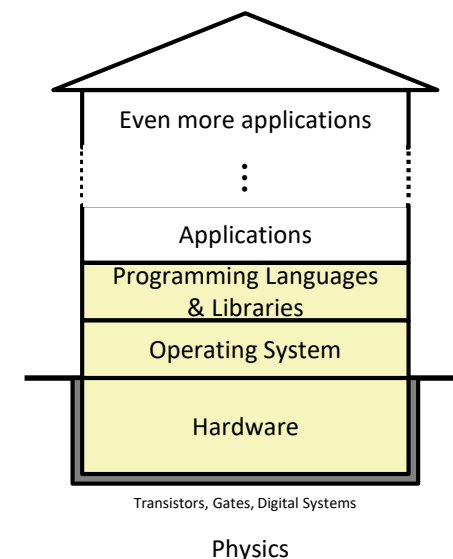 Even more applications
⋮
Applications
Programming Languages
& Libraries
Operating System
Hardware
Transistors, Gates, Digital Systems
Physics